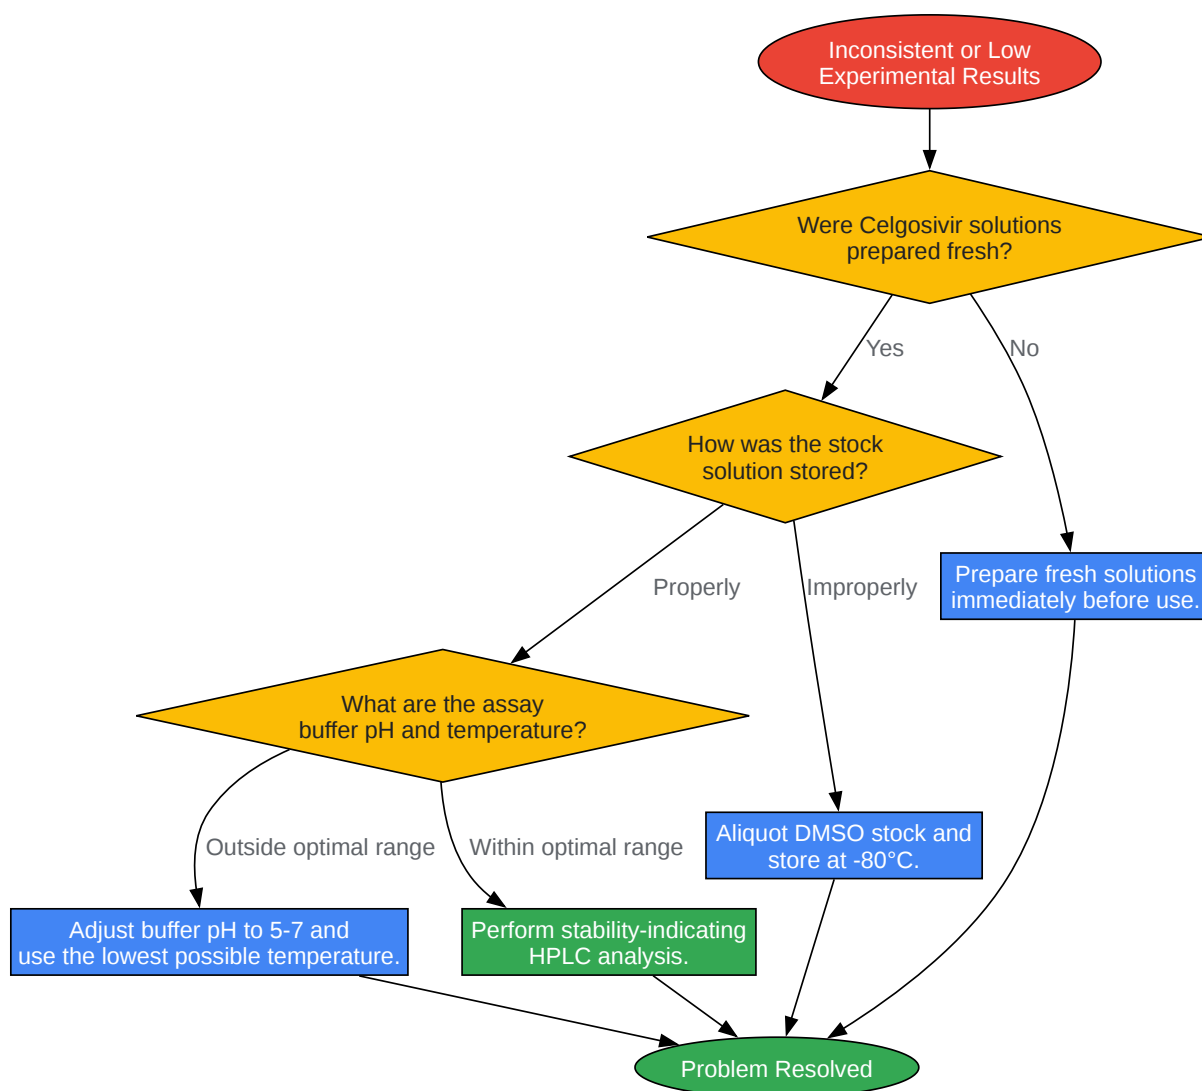 Inconsistent or Low
Experimental Results
Were Celgosivir solutions
prepared fresh?
Yes
No
How was the stock
solution stored?
Properly
Improperly
Prepare fresh solutions
immediately before use.
What are the assay
buffer pH and temperature?
Outside optimal range
Within optimal range
Aliquot DMSO stock and
store at -80°C.
Adjust buffer pH to 5-7 and
use the lowest possible temperature.
Perform stability-indicating
HPLC analysis.
Problem Resolved